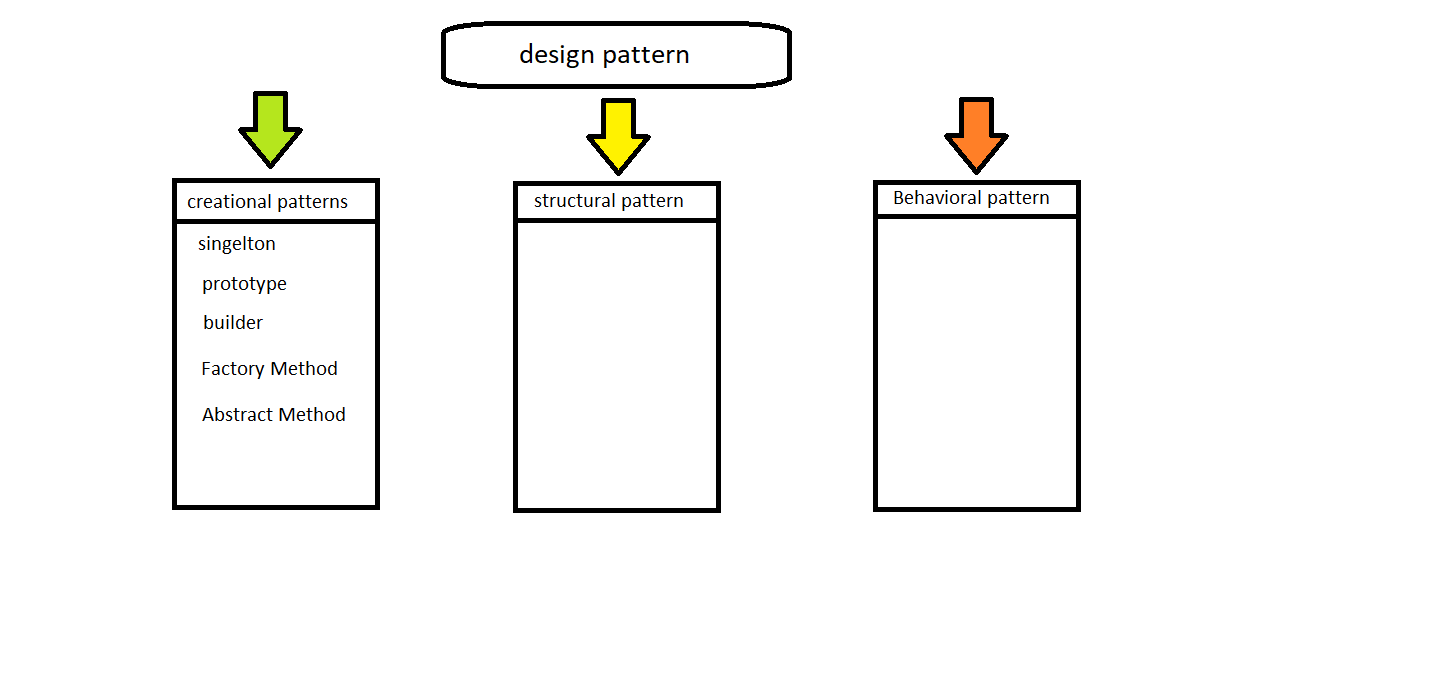 design pattern
creational patterns
singelton
prototype
builder
Factory Method
Abstract Method
structural pattern
Behavioral pattern